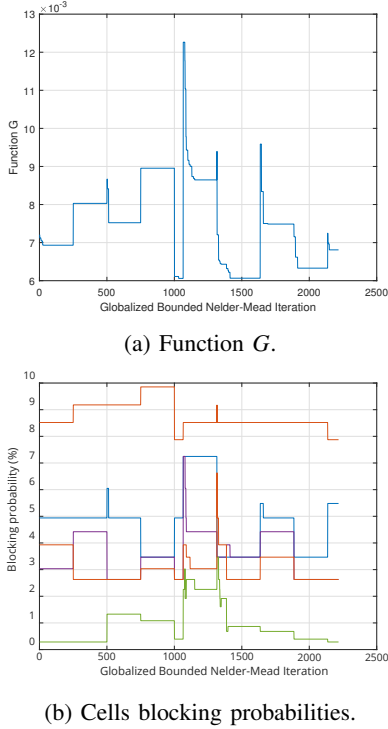 ×10⁻³
13
12
11
10
9
8
7
6
Function G
0 500 1000 1500 2000 2500
Globalized Bounded Nelder-Mead Iteration
(a) Function G.
10
9
8
7
6
5
4
3
2
1
0
Blocking probability (%)
0 500 1000 1500 2000 2500
Globalized Bounded Nelder-Mead Iteration
(b) Cells blocking probabilities.